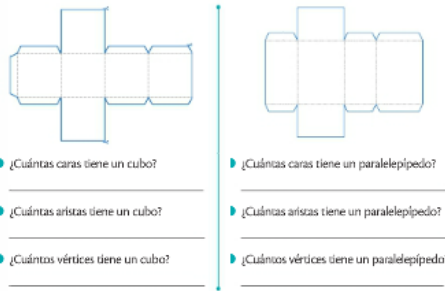 ¿Cuántas caras tiene un cubo?
¿Cuántas aristas tiene un cubo?
¿Cuántos vértices tiene un cubo?
¿Cuántas caras tiene un paralelepípedo?
¿Cuántas aristas tiene un paralelepípedo?
¿Cuántos vértices tiene un paralelepípedo